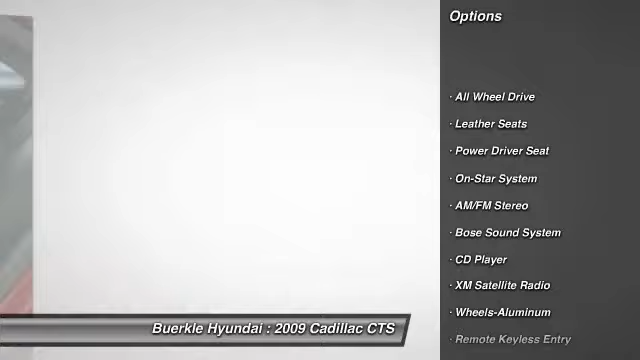 Options
· All Wheel Drive
· Leather Seats
· Power Driver Seat
· On-Star System
· AM/FM Stereo
· Bose Sound System
· CD Player
· XM Satellite Radio
· Wheels-Aluminum
· Remote Keyless Entry
Buerkle Hyundai : 2009 Cadillac CTS